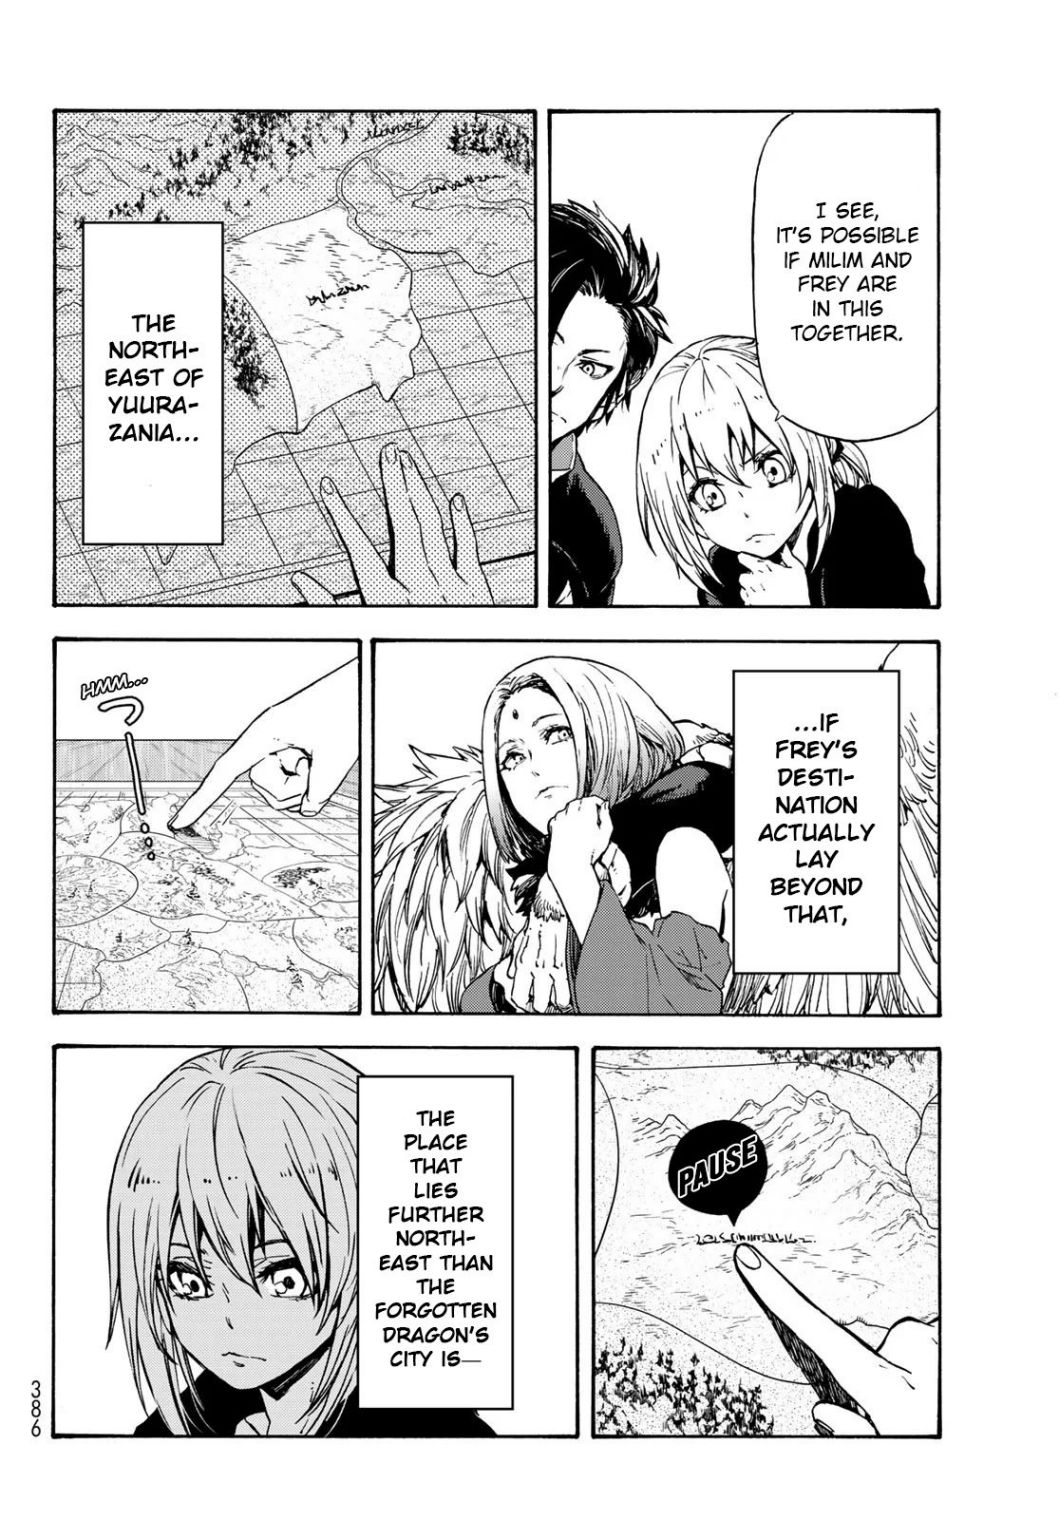 I SEE,
IT'S POSSIBLE
IF MILIM AND
FREY ARE
IN THIS
TOGETHER.
THE
NORTH-
EAST OF
YUURA-
ZANIA...
...IF
FREY'S
DESTI-
NATION
ACTUALLY
LAY
BEYOND
THAT,
HMM...
つ
PAUSE
THE
PLACE
THAT
LIES
FURTHER
NORTH-
EAST THAN
THE
FORGOTTEN
DRAGON'S
CITY IS—
386